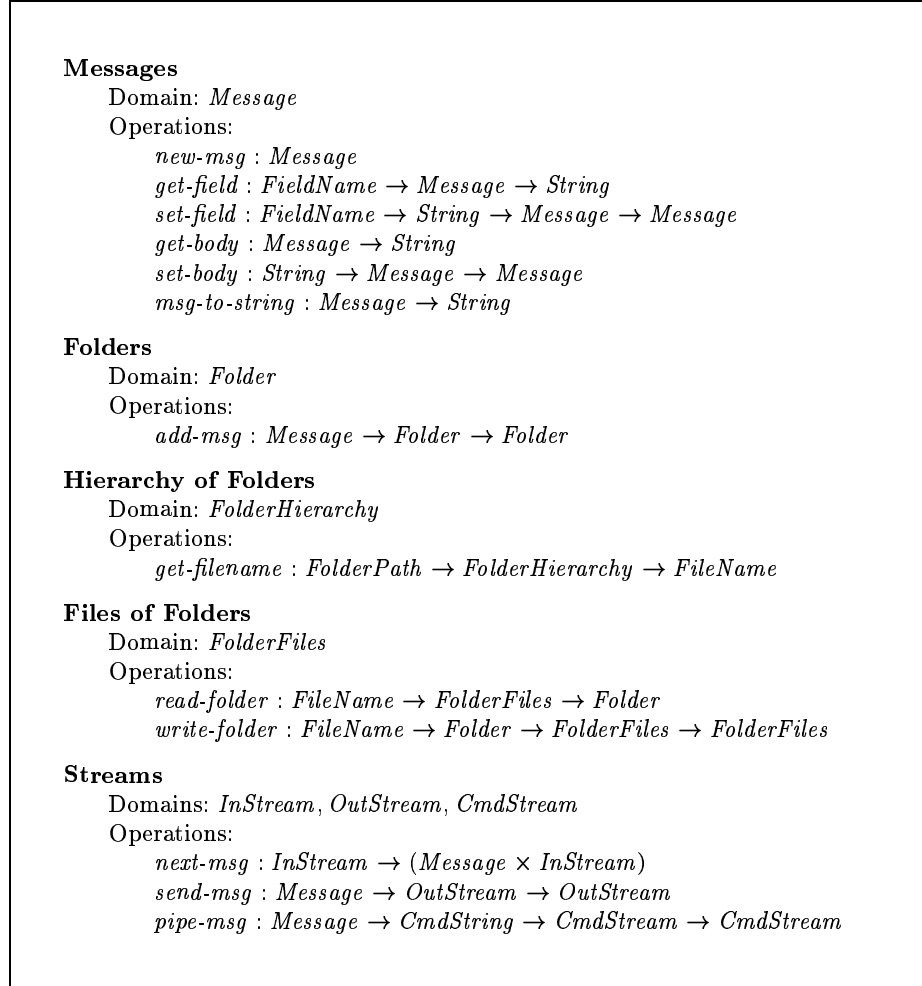 Messages
Domain: Message
Operations:
new-msg : Message
get-field : FieldName → Message → String
set-field : FieldName → String → Message → Message
get-body : Message → String
set-body : String → Message → Message
msg-to-string : Message → String
Folders
Domain: Folder
Operations:
add-msg : Message → Folder → Folder
Hierarchy of Folders
Domain: FolderHierarchy
Operations:
get-filename : FolderPath → FolderHierarchy → FileName
Files of Folders
Domain: FolderFiles
Operations:
read-folder : FileName → FolderFiles → Folder
write-folder : FileName → Folder → FolderFiles → FolderFiles
Streams
Domains: InStream, OutStream, CmdStream
Operations:
next-msg : InStream → (Message × InStream)
send-msg : Message → OutStream → OutStream
pipe-msg : Message → CmdString → CmdStream → CmdStream